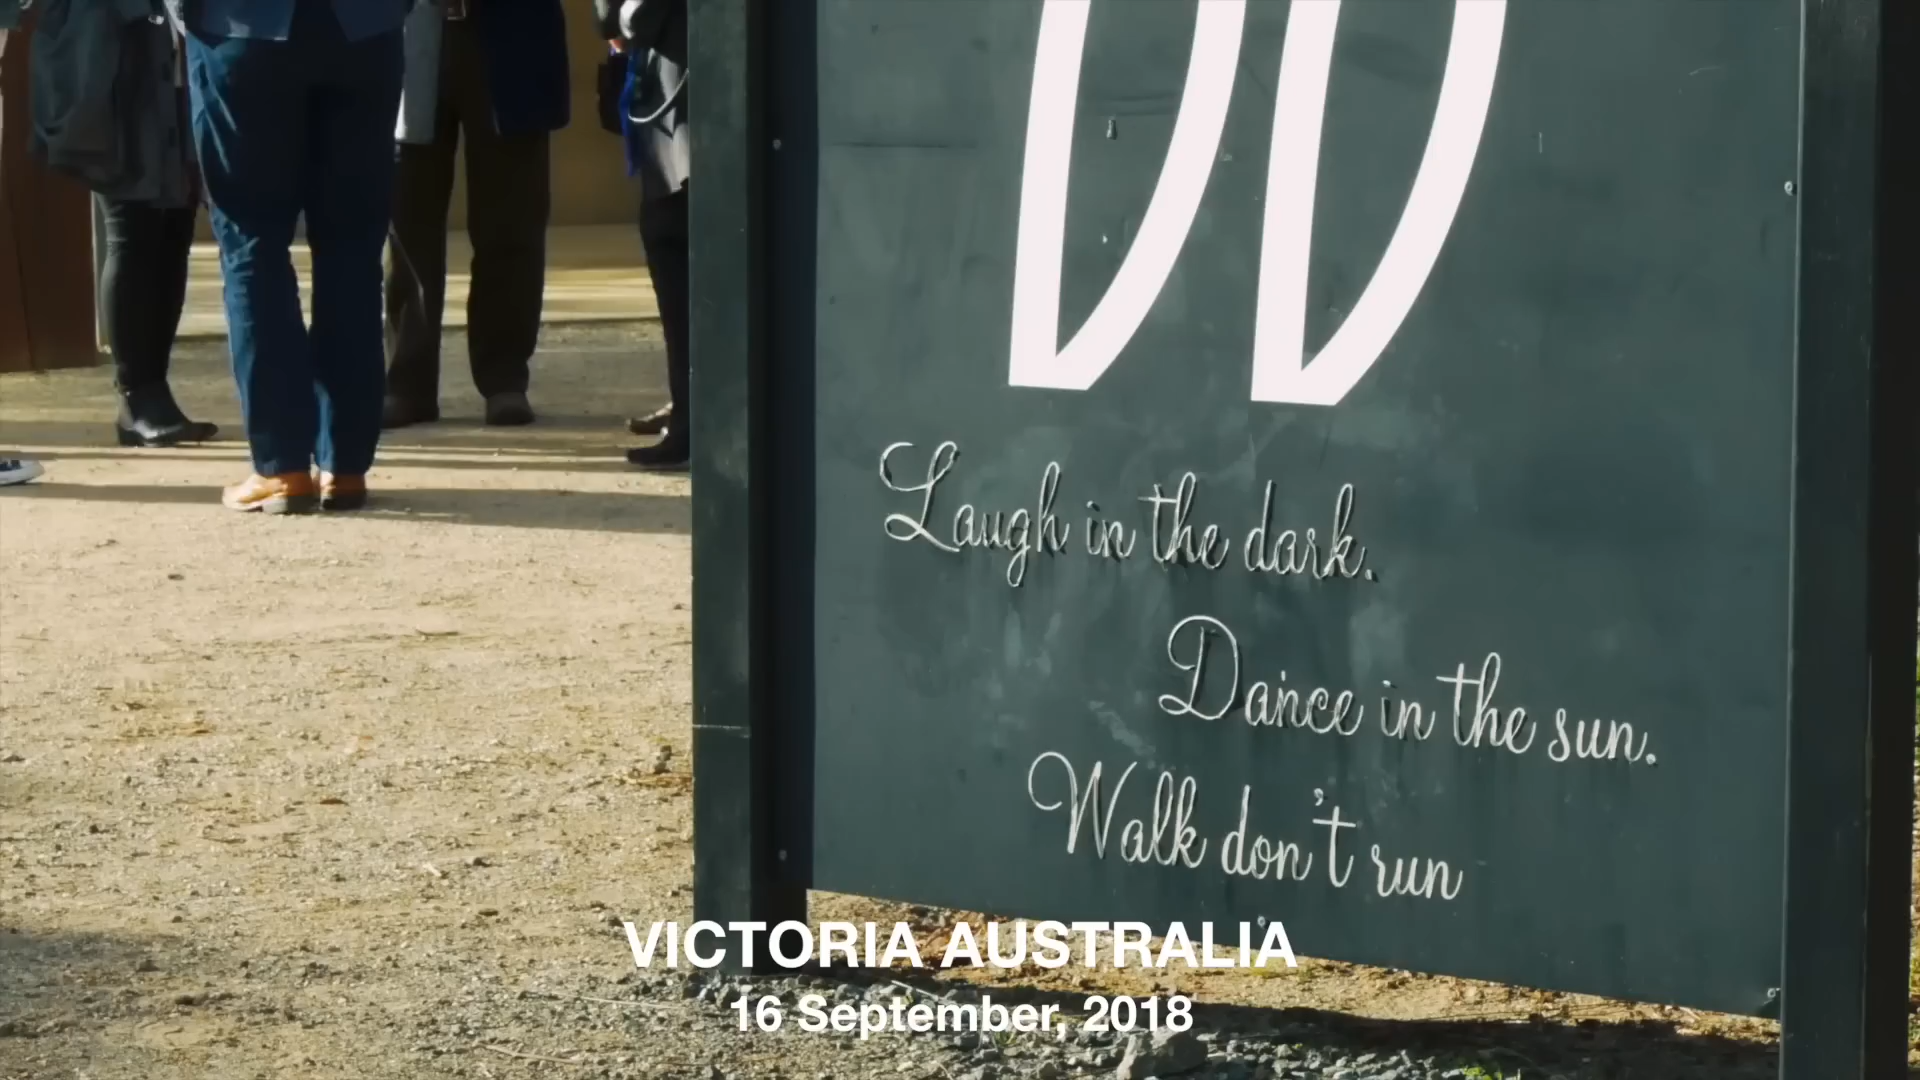 Laugh in the dark.
Dance in the sun.
Walk don't run
VICTORIA AUSTRALIA
16 September, 2018